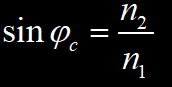 sin φ_c = n_2 / n_1